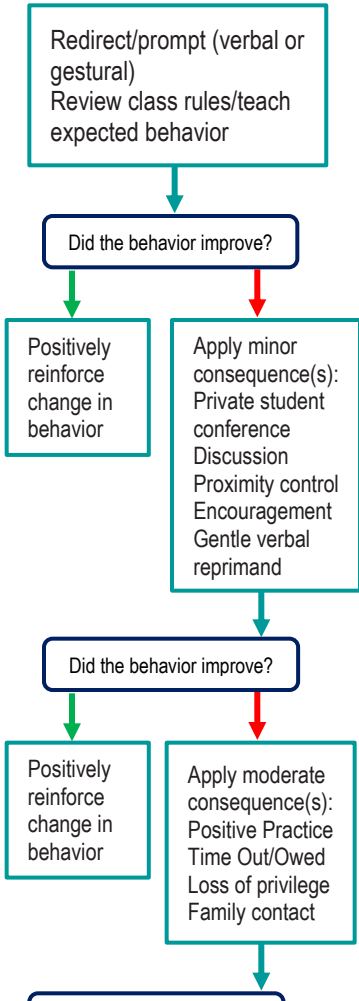 Redirect/prompt (verbal or
gestural)
Review class rules/teach
expected behavior
Did the behavior improve?
Positively
reinforce
change in
behavior
Apply minor
consequence(s):
Private student
conference
Discussion
Proximity control
Encouragement
Gentle verbal
reprimand
Did the behavior improve?
Positively
reinforce
change in
behavior
Apply moderate
consequence(s):
Positive Practice
Time Out/Owed
Loss of privilege
Family contact